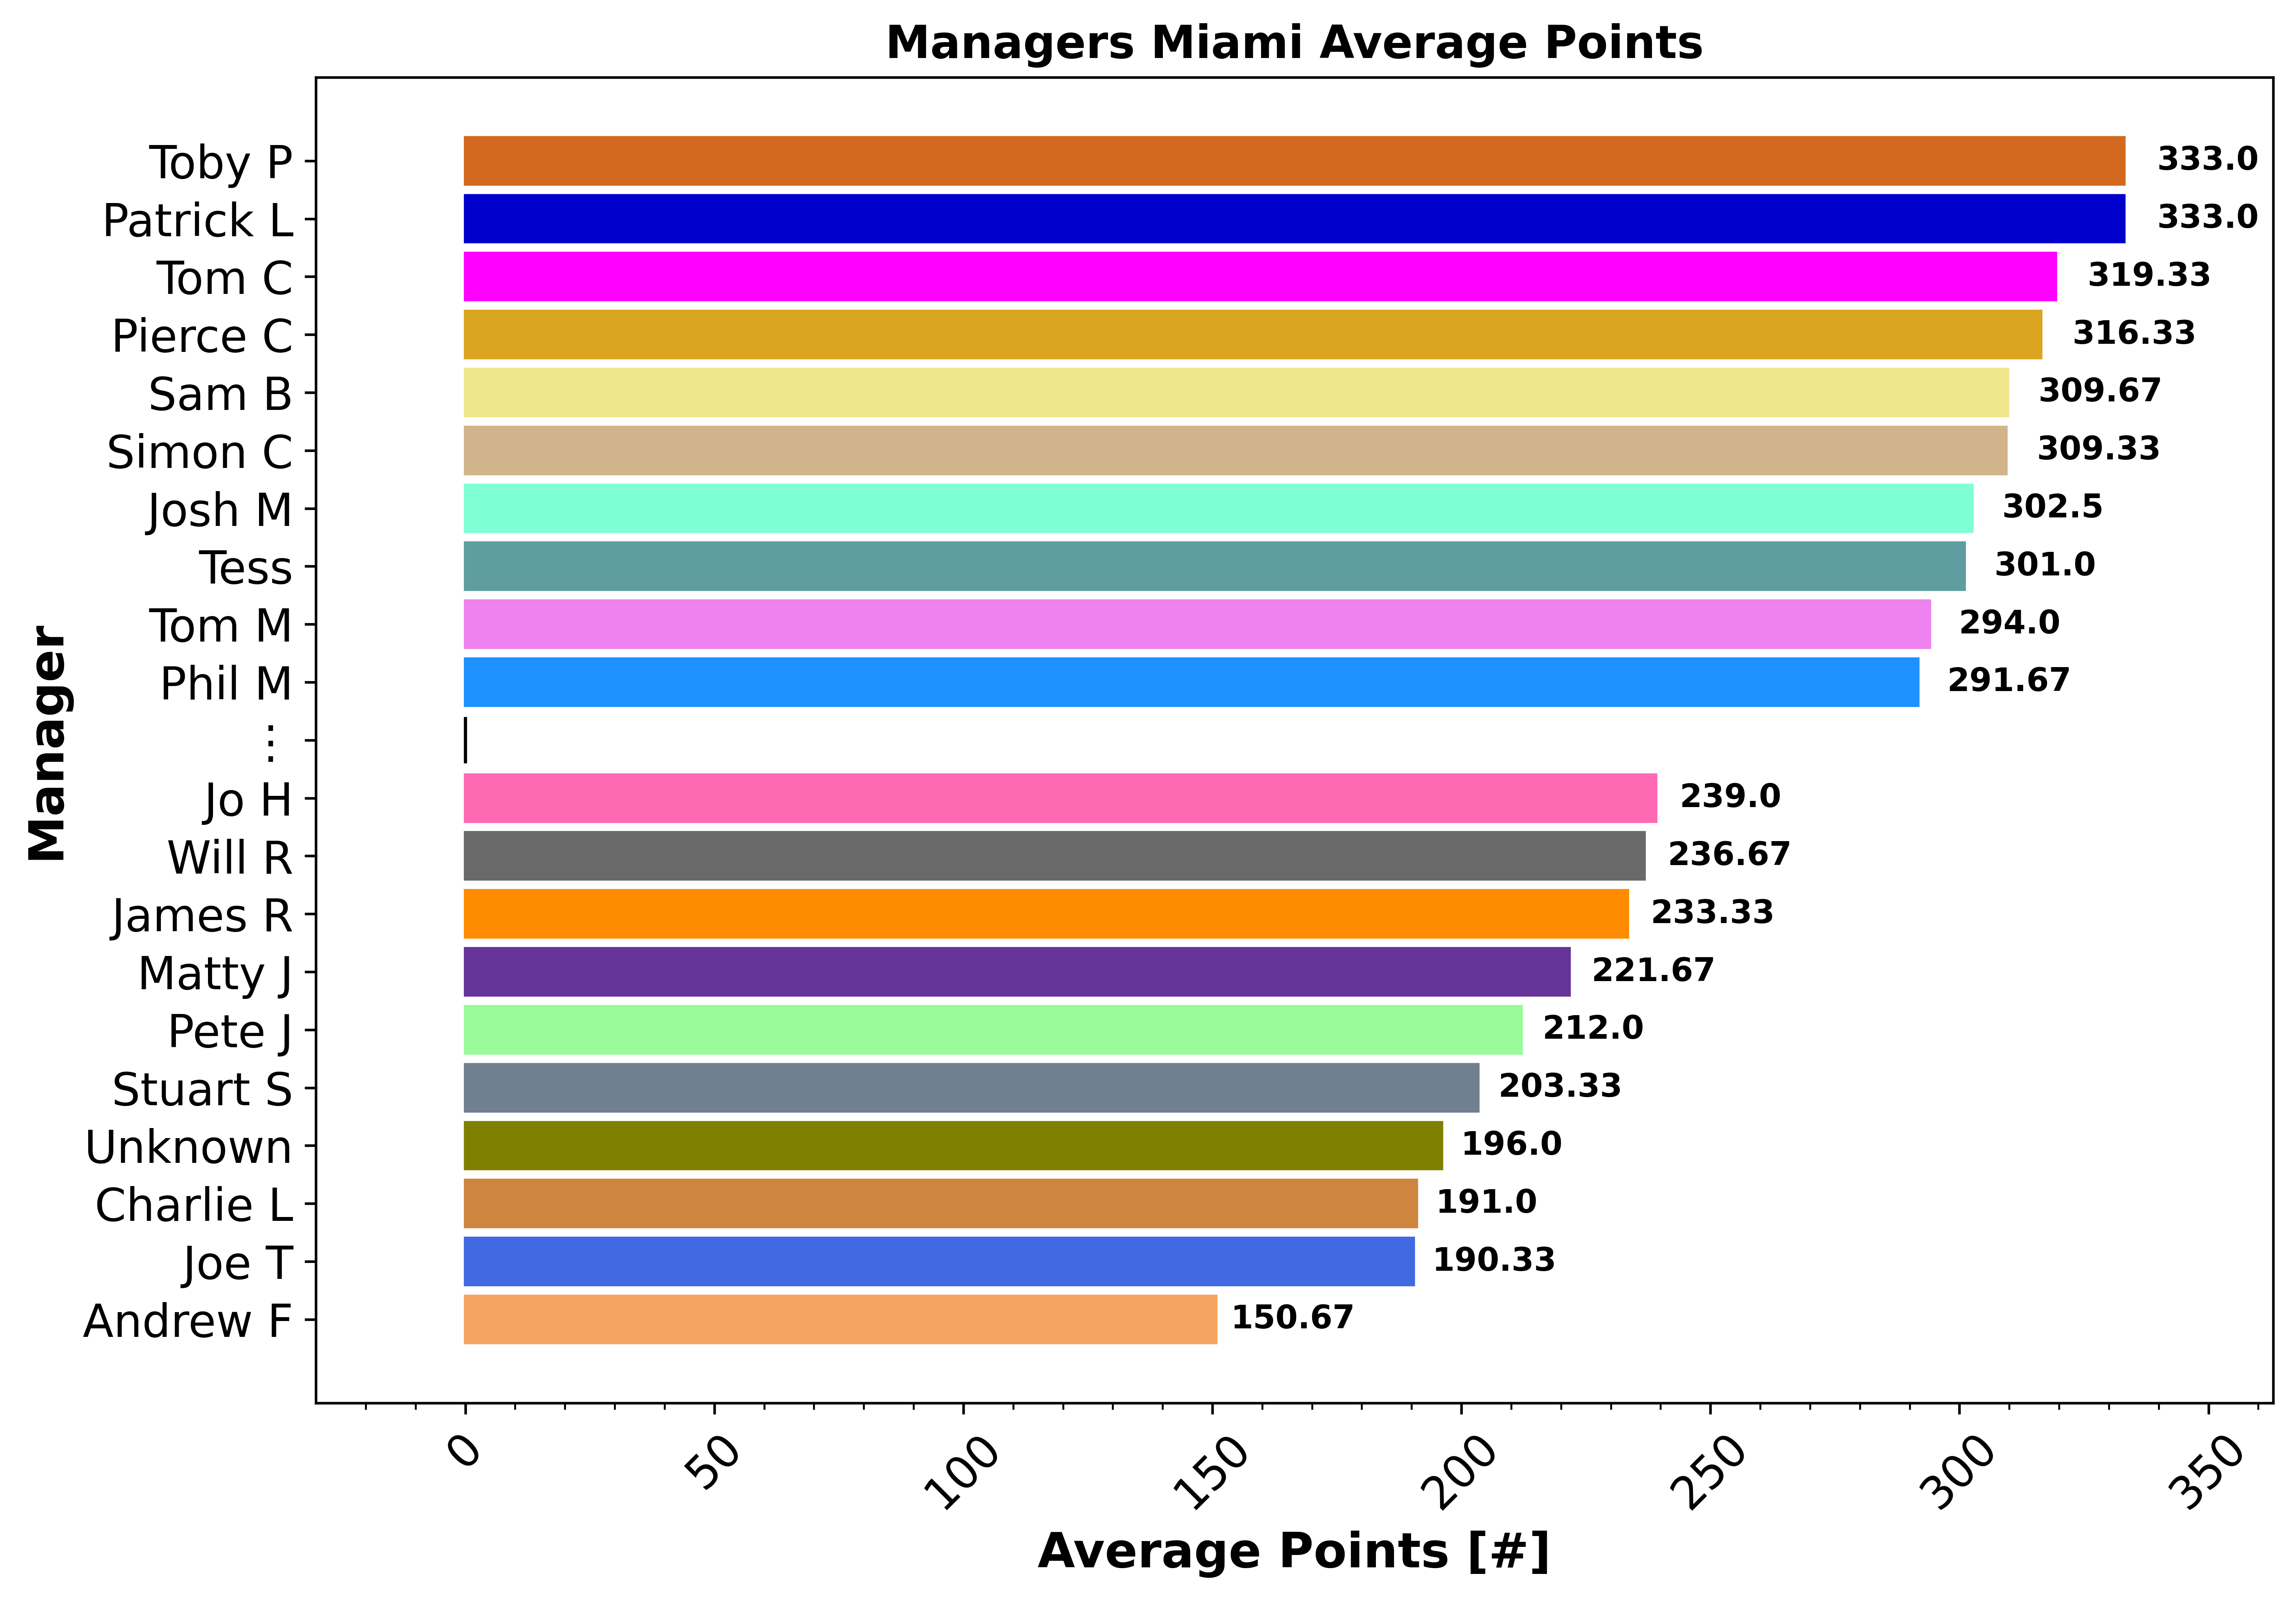 Managers Miami Average Points
Toby P 333.0
Patrick L 333.0
Tom C 319.33
Pierce C 316.33
Sam B 309.67
Simon C 309.33
Josh M 302.5
Tess 301.0
Tom M 294.0
Phil M 291.67
⋮
Jo H 239.0
Will R 236.67
James R 233.33
Matty J 221.67
Pete J 212.0
Stuart S 203.33
Unknown 196.0
Charlie L 191.0
Joe T 190.33
Andrew F 150.67
Manager
0 50 100 150 200 250 300 350
Average Points [#]